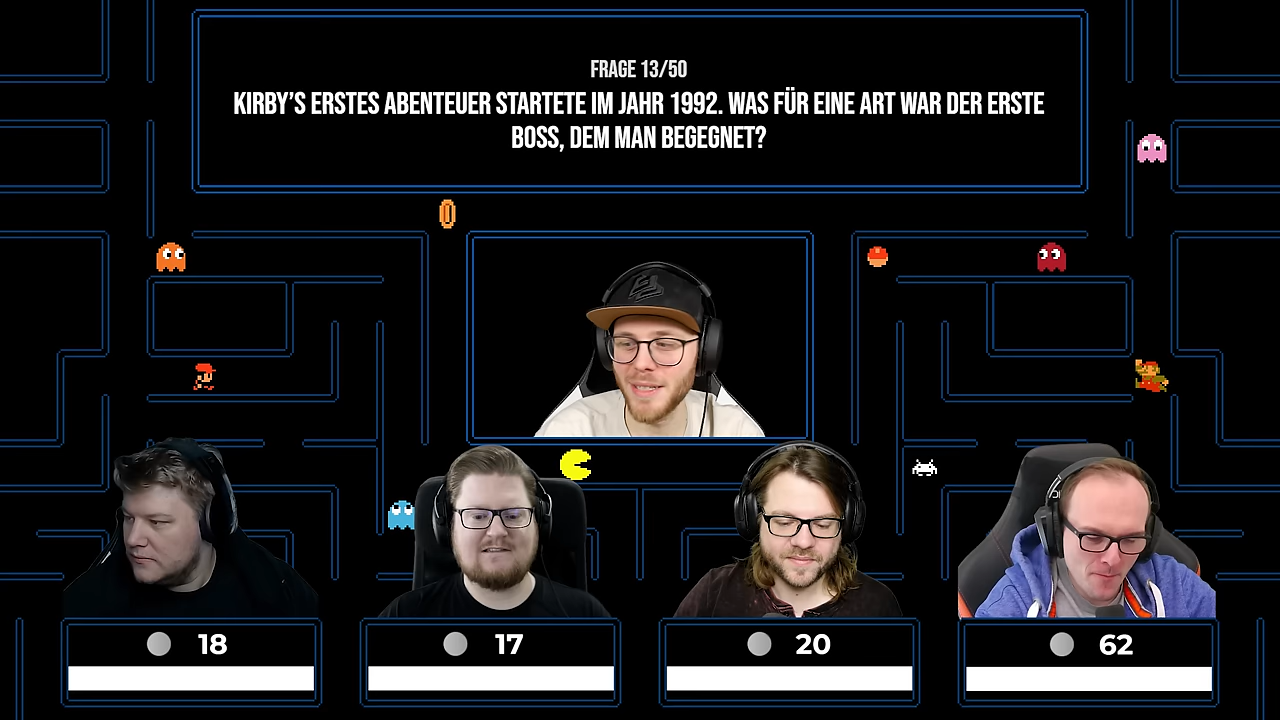 FRAGE 13/50
KIRBY'S ERSTES ABENTEUER STARTETE IM JAHR 1992. WAS FÜR EINE ART WAR DER ERSTE
BOSS, DEM MAN BEGEGNET?
18
17
20
62